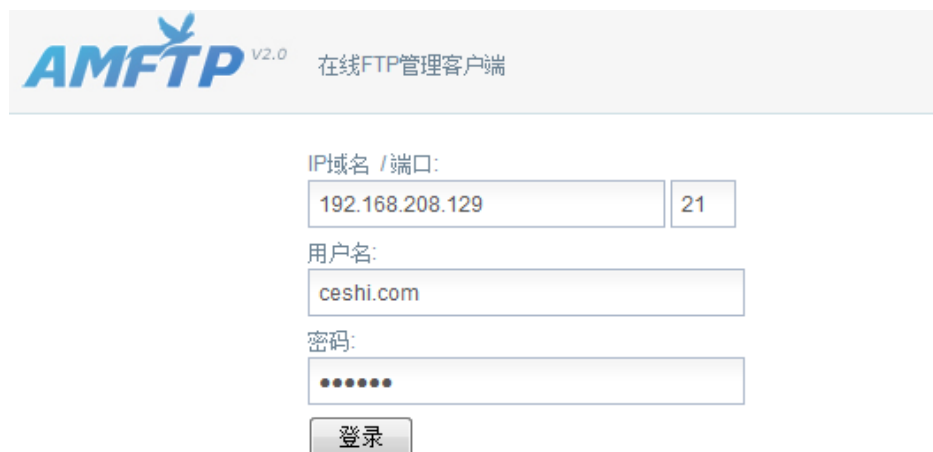 AMFTP V2.0 在线FTP管理客户端
IP域名 /端口:
192.168.208.129 21
用户名:
ceshi.com
密码:
••••••
登录